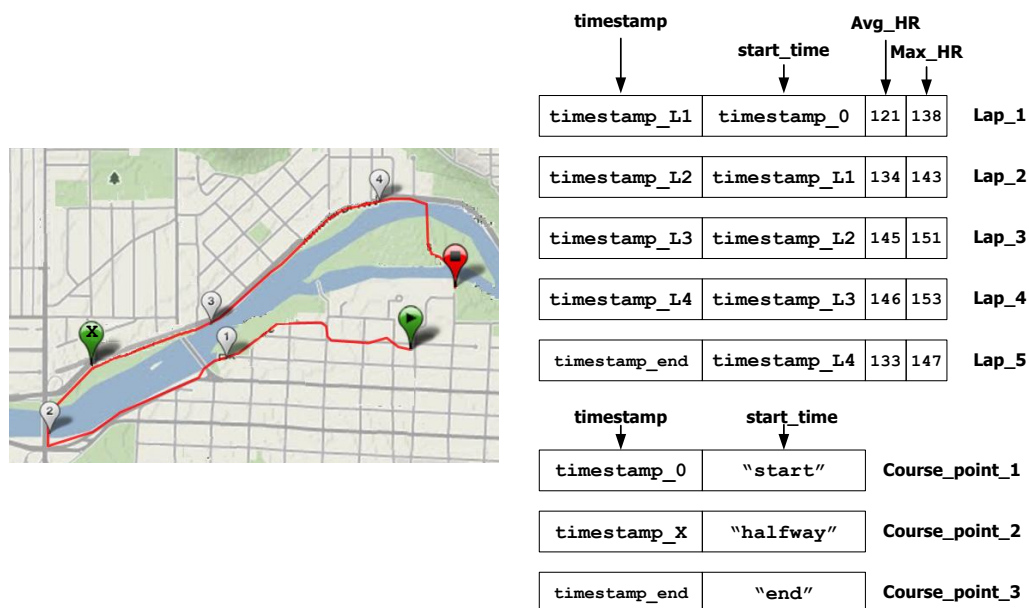 timestamp
Avg_HR
start_time
Max_HR
timestamp_L1 timestamp_0 121 138 Lap_1
timestamp_L2 timestamp_L1 134 143 Lap_2
timestamp_L3 timestamp_L2 145 151 Lap_3
timestamp_L4 timestamp_L3 146 153 Lap_4
timestamp_end timestamp_L4 133 147 Lap_5
timestamp start_time
timestamp_0 “start” Course_point_1
timestamp_X “halfway” Course_point_2
timestamp_end “end” Course_point_3
4
3
X
1
2